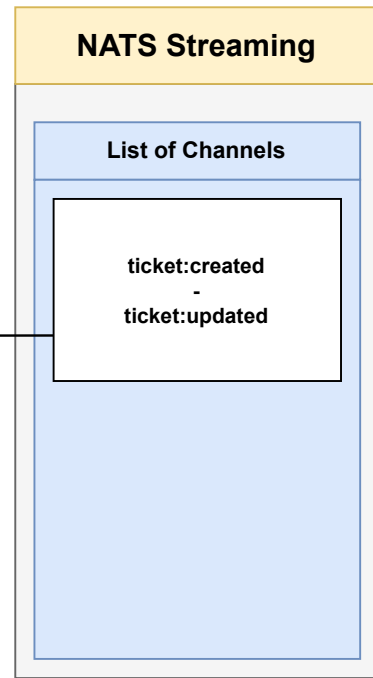 NATS Streaming
List of Channels
ticket:created
-
ticket:updated